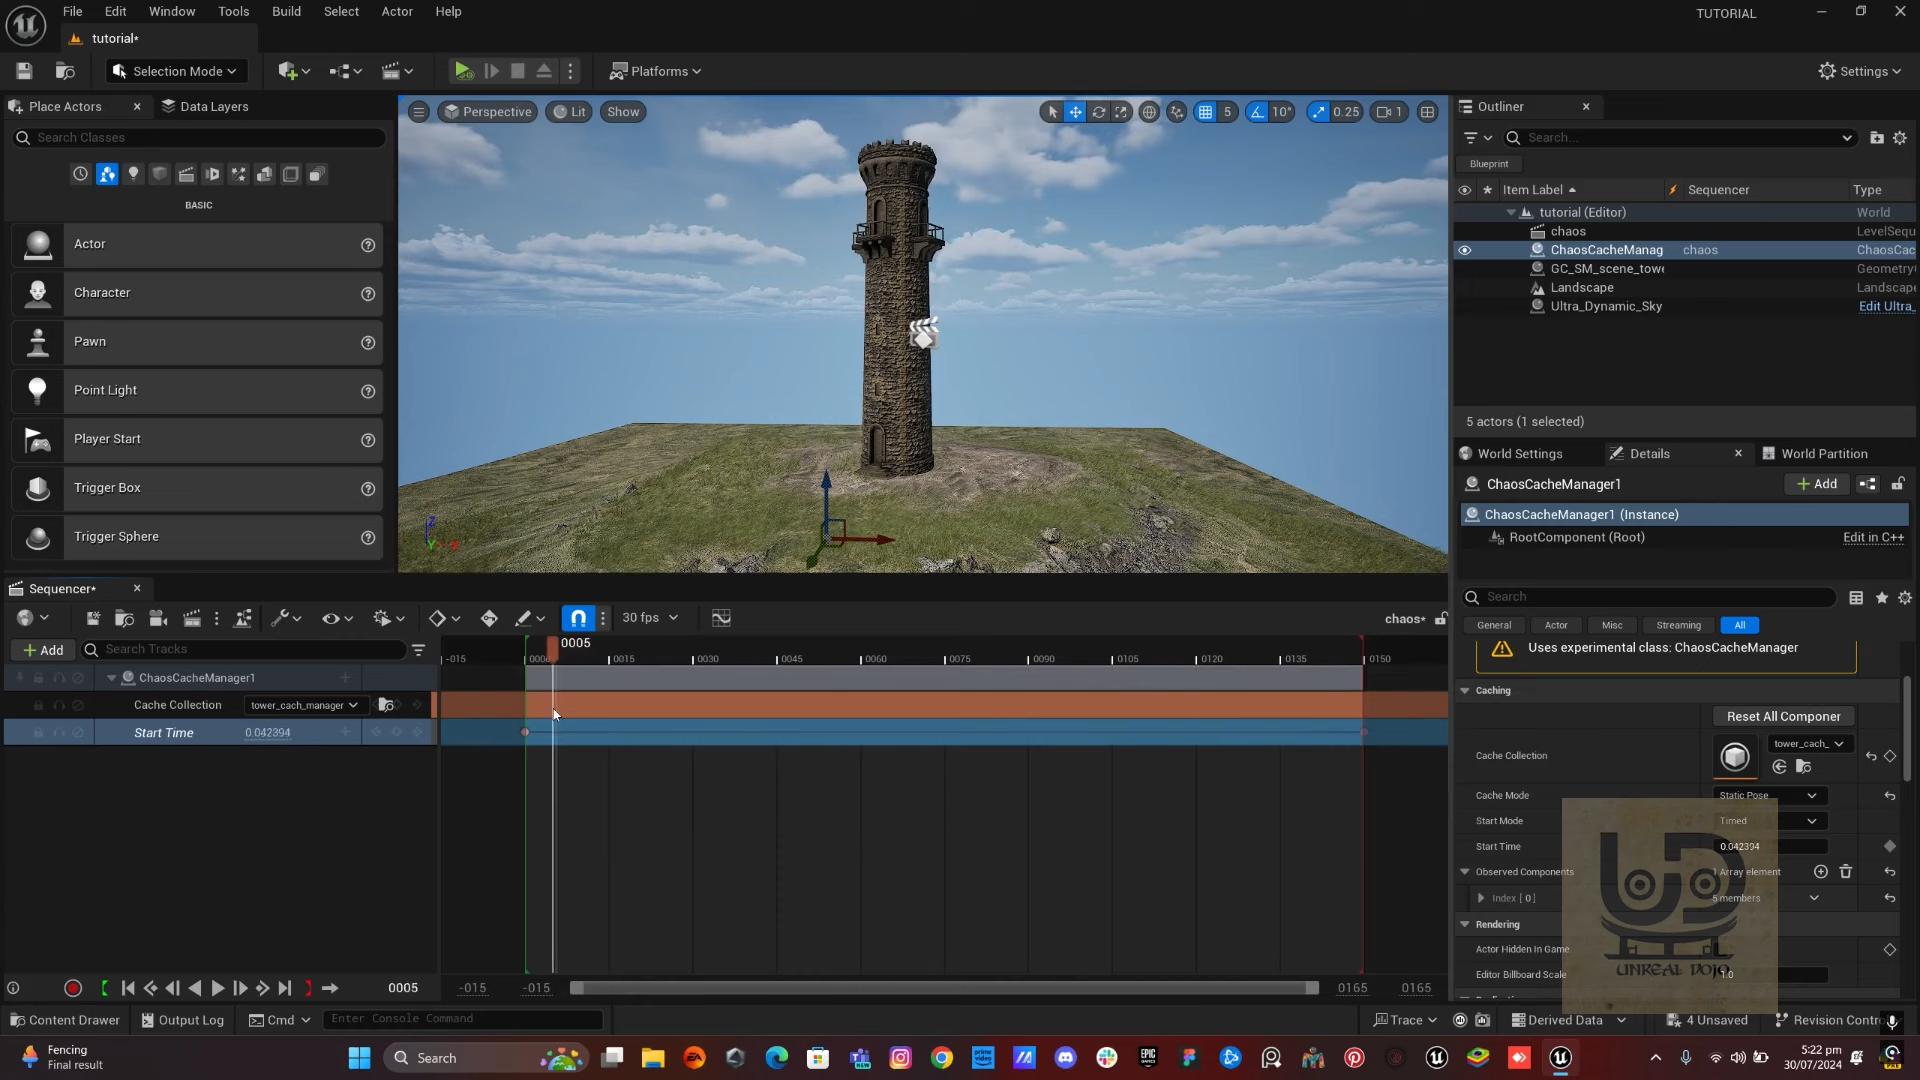 File Edit Window Tools Build Select Actor Help
TUTORIAL
tutorial*
Selection Mode
Platforms
Settings
Place Actors
Data Layers
Search Classes
BASIC
Actor
Character
Pawn
Point Light
Player Start
Trigger Box
Trigger Sphere
Perspective
Lit
Show
5
10°
0.25
1
Z
Y
X
Outliner
Search...
Blueprint
Item Label
Sequencer
Type
tutorial (Editor) World
chaos LevelSequ
ChaosCacheManag chaos ChaosCac
GC_SM_scene_towe Geometry
Landscape Landscape
Ultra_Dynamic_Sky Edit Ultra_
5 actors (1 selected)
World Settings
Details
World Partition
ChaosCacheManager1
Add
ChaosCacheManager1 (Instance)
RootComponent (Root) Edit in C++
Search
General Actor Misc Streaming All
Uses experimental class: ChaosCacheManager
Caching
Reset All Componer
Cache Collection
tower_cach_
Cache Mode Static Pose
Start Mode Timed
Start Time 0.042394
Observed Components 1 Array element
Index [ 0 ] 5 members
Rendering
Actor Hidden In Game
Editor Billboard Scale 1.0
UNREAL DOJO
Sequencer*
30 fps
chaos*
Add
Search Tracks
0005
-015 0015 0030 0045 0060 0075 0090 0105 0120 0135 0150
ChaosCacheManager1
Cache Collection tower_cach_manager
Start Time 0.042394
0005
-015 -015 0165 0165
Content Drawer
Output Log
Cmd
Enter Console Command
Trace
Derived Data
4 Unsaved
Revision Contro
Fencing
Final result
Search
5:22 pm
30/07/2024